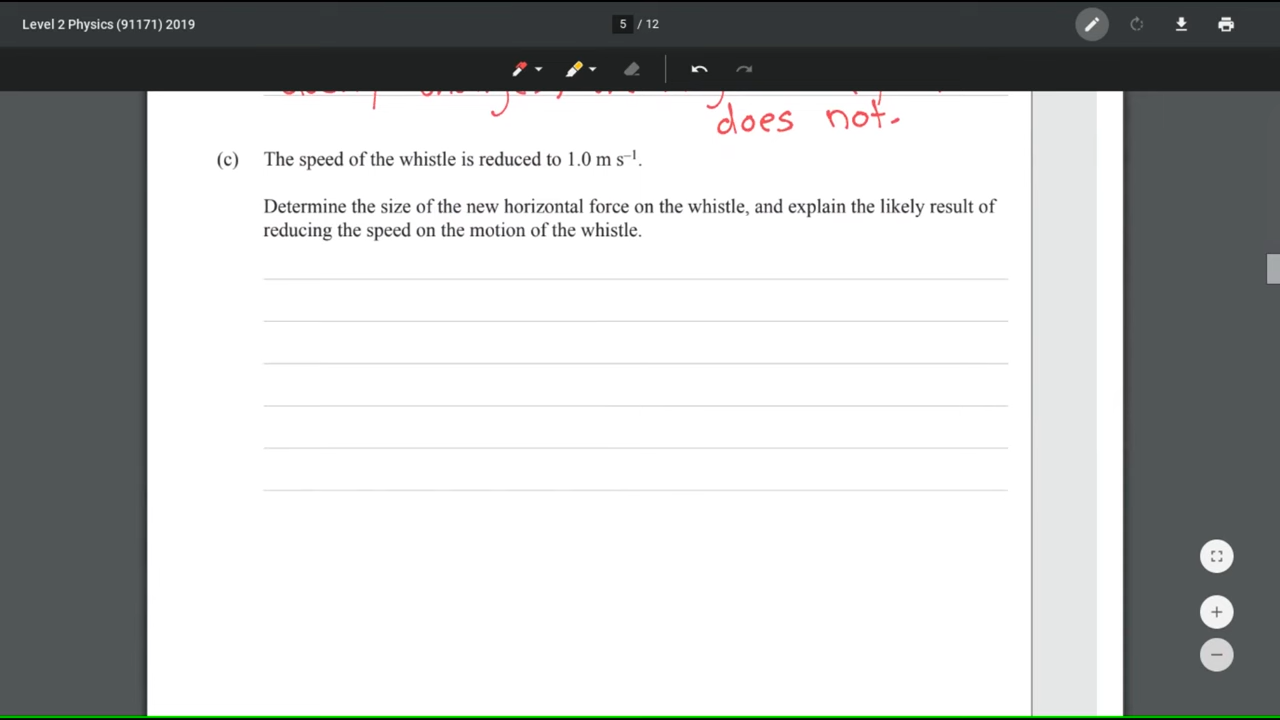 Level 2 Physics (91171) 2019
5 / 12
does not.
(c) The speed of the whistle is reduced to 1.0 m s⁻¹.
Determine the size of the new horizontal force on the whistle, and explain the likely result of
reducing the speed on the motion of the whistle.